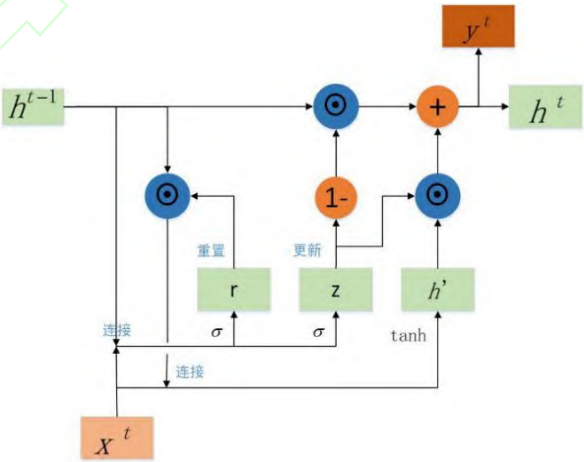 y^t
h^{t-1}
⊙
+
h^t
⊙
1-
⊙
重置
更新
r
z
h'
连接
σ
σ
tanh
连接
x^t